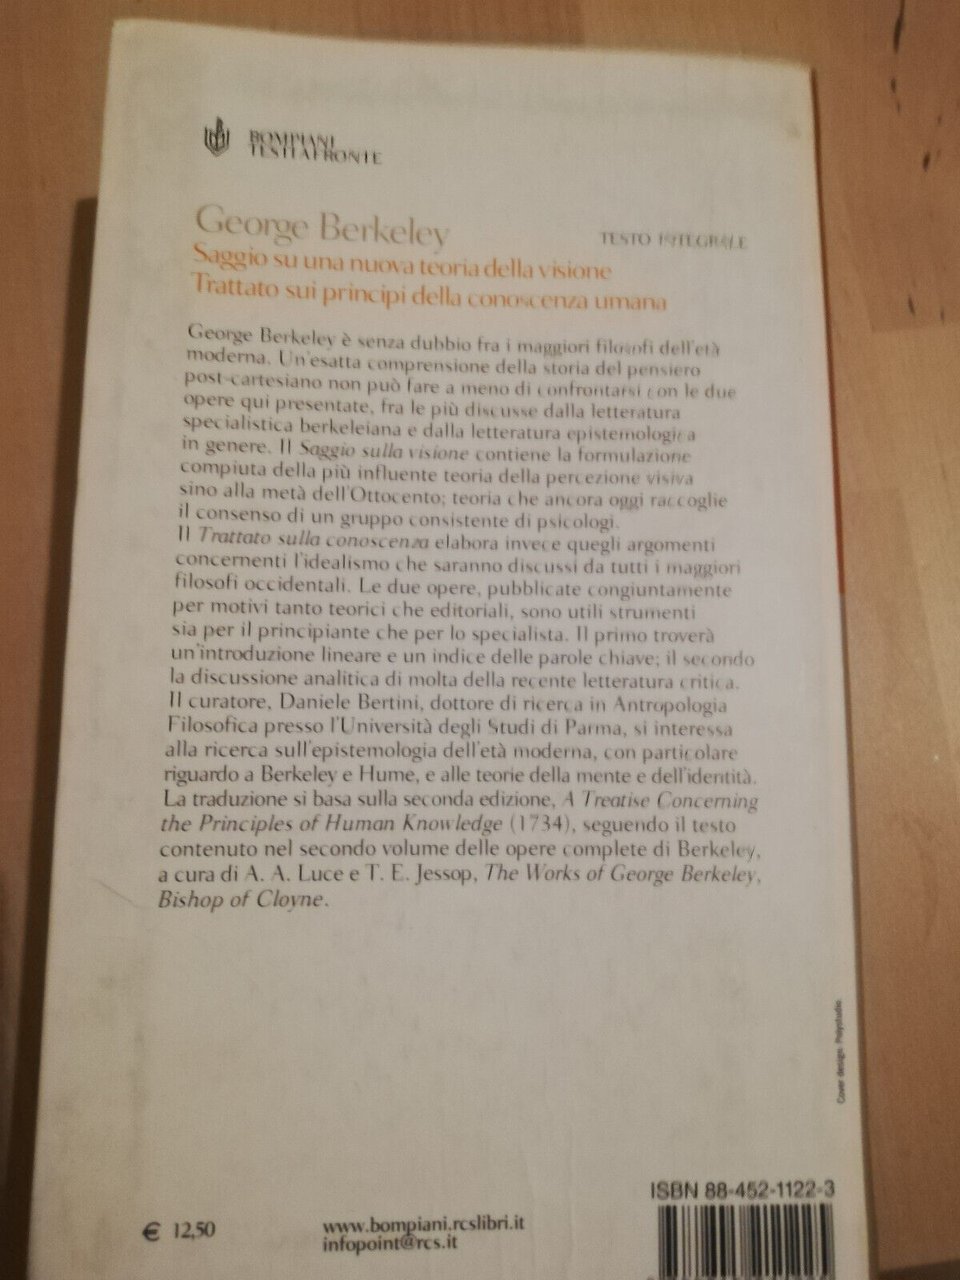 BOMPIANI
TESTI A FRONTE
George Berkeley
TESTO INTEGRALE
Saggio su una nuova teoria della visione
Trattato sui principi della conoscenza umana
George Berkeley è senza dubbio fra i maggiori filosofi dell'età
moderna. Un'esatta comprensione della storia del pensiero
post-cartesiano non può fare a meno di confrontarsi con le due
opere qui presentate, fra le più discusse dalla letteratura
specialistica berkeleiana e dalla letteratura epistemologica
in genere. Il Saggio sulla visione contiene la formulazione
compiuta della più influente teoria della percezione visiva
sino alla metà dell'Ottocento; teoria che ancora oggi raccoglie
il consenso di un gruppo consistente di psicologi.
Il Trattato sulla conoscenza elabora invece quegli argomenti
concernenti l'idealismo che saranno discussi da tutti i maggiori
filosofi occidentali. Le due opere, pubblicate congiuntamente
per motivi tanto teorici che editoriali, sono utili strumenti
sia per il principiante che per lo specialista. Il primo troverà
un'introduzione lineare e un indice delle parole chiave; il secondo
la discussione analitica di molta della recente letteratura critica.
Il curatore, Daniele Bertini, dottore di ricerca in Antropologia
Filosofica presso l'Università degli Studi di Parma, si interessa
alla ricerca sull'epistemologia dell'età moderna, con particolare
riguardo a Berkeley e Hume, e alle teorie della mente e dell'identità.
La traduzione si basa sulla seconda edizione, A Treatise Concerning
the Principles of Human Knowledge (1734), seguendo il testo
contenuto nel secondo volume delle opere complete di Berkeley,
a cura di A. A. Luce e T. E. Jessop, The Works of George Berkeley,
Bishop of Cloyne.
Cover design: Polystudio
ISBN 88-452-1122-3
€ 12,50
www.bompiani.rcslibri.it
infopoint@rcs.it